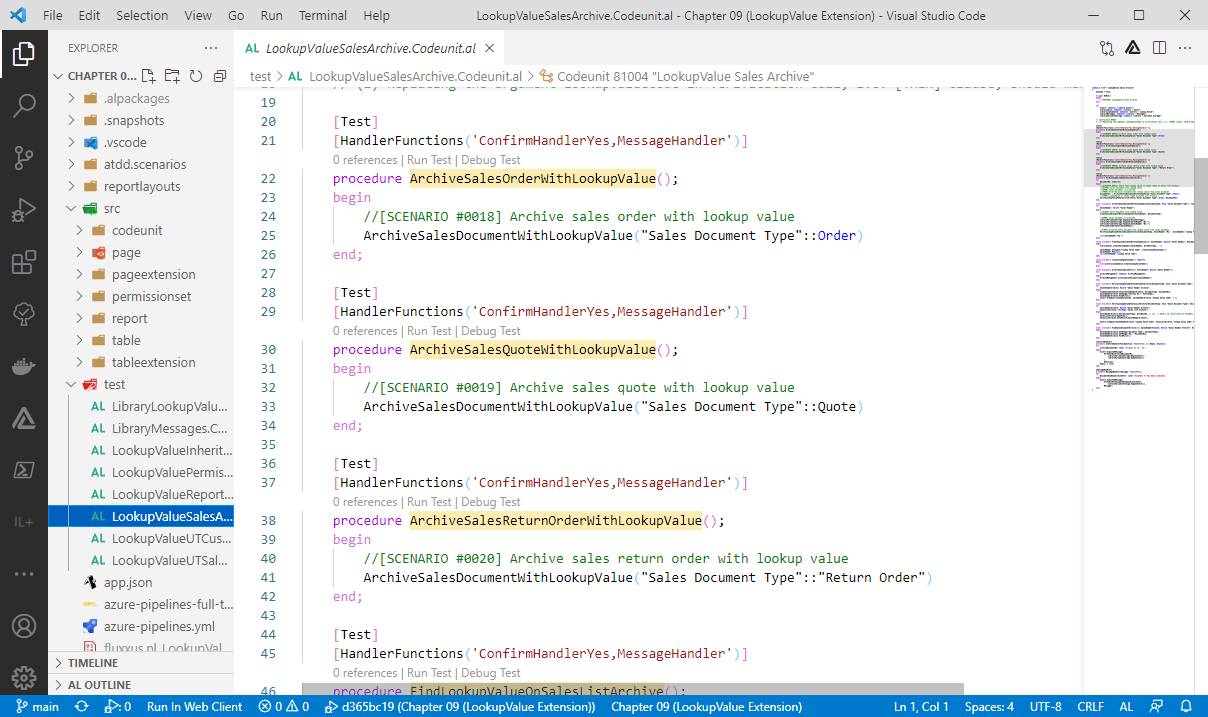 File Edit Selection View Go Run Terminal Help
LookupValueSalesArchive.Codeunit.al - Chapter 09 (LookupValue Extension) - Visual Studio Code
EXPLORER
CHAPTER 0...
.alpackages
.snapshots
.vscode
atdd.scenarios
reportlayouts
src
codeunit
page
pageextension
permissionset
report
table
tableextension
test
AL LibraryLookupValu...
AL LibraryMessages.C...
AL LookupValueInherit...
AL LookupValuePermis...
AL LookupValueReport...
AL LookupValueSalesA...
AL LookupValueUTCus...
AL LookupValueUTSal...
app.json
azure-pipelines-full-t...
azure-pipelines.yml
fluxxus.nl_LookupVal...
TIMELINE
AL OUTLINE
IL+
AL LookupValueSalesArchive.Codeunit.al
test > AL LookupValueSalesArchive.Codeunit.al > Codeunit 81004 "LookupValue Sales Archive"
19
20 [Test]
21 [HandlerFunctions('ConfirmHandlerYes,MessageHandler')]
0 references | Run Test | Debug Test
22 procedure ArchiveSalesOrderWithLookupValue();
23 begin
24 //[SCENARIO #0018] Archive sales order with lookup value
25 ArchiveSalesDocumentWithLookupValue("Sales Document Type"::Order)
26 end;
27
28 [Test]
29 [HandlerFunctions('ConfirmHandlerYes,MessageHandler')]
0 references | Run Test | Debug Test
30 procedure ArchiveSalesQuoteWithLookupValue();
31 begin
32 //[SCENARIO #0019] Archive sales quote with lookup value
33 ArchiveSalesDocumentWithLookupValue("Sales Document Type"::Quote)
34 end;
35
36 [Test]
37 [HandlerFunctions('ConfirmHandlerYes,MessageHandler')]
0 references | Run Test | Debug Test
38 procedure ArchiveSalesReturnOrderWithLookupValue();
39 begin
40 //[SCENARIO #0020] Archive sales return order with lookup value
41 ArchiveSalesDocumentWithLookupValue("Sales Document Type"::"Return Order")
42 end;
43
44 [Test]
45 [HandlerFunctions('ConfirmHandlerYes,MessageHandler')]
0 references | Run Test | Debug Test
46 procedure FindLookupValueOnSalesListArchive();
main 0 Run In Web Client 0 0 d365bc19 (Chapter 09 (LookupValue Extension)) Chapter 09 (LookupValue Extension) Ln 1, Col 1 Spaces: 4 UTF-8 CRLF AL